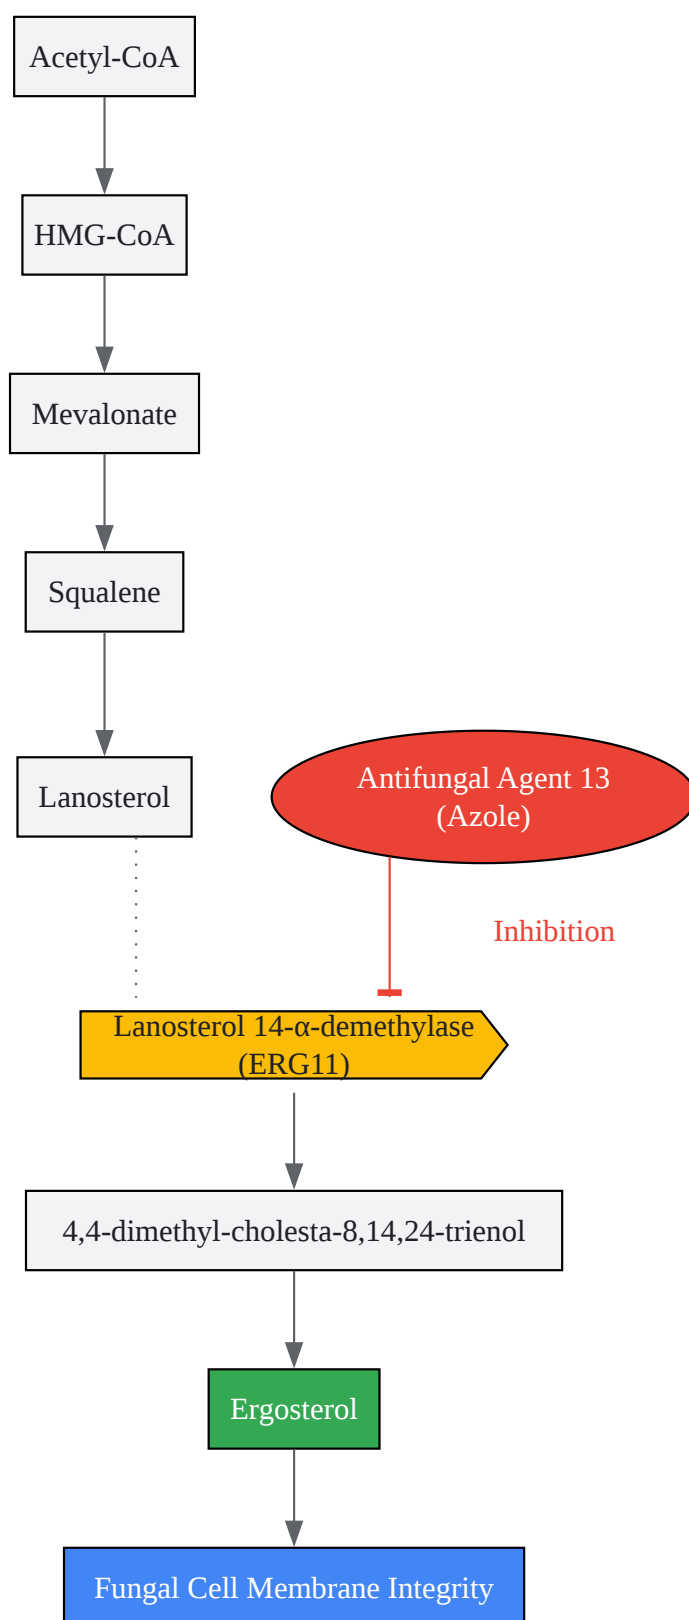 Acetyl-CoA
HMG-CoA
Mevalonate
Squalene
Lanosterol
Antifungal Agent 13
(Azole)
Inhibition
Lanosterol 14-α-demethylase
(ERG11)
4,4-dimethyl-cholesta-8,14,24-trienol
Ergosterol
Fungal Cell Membrane Integrity